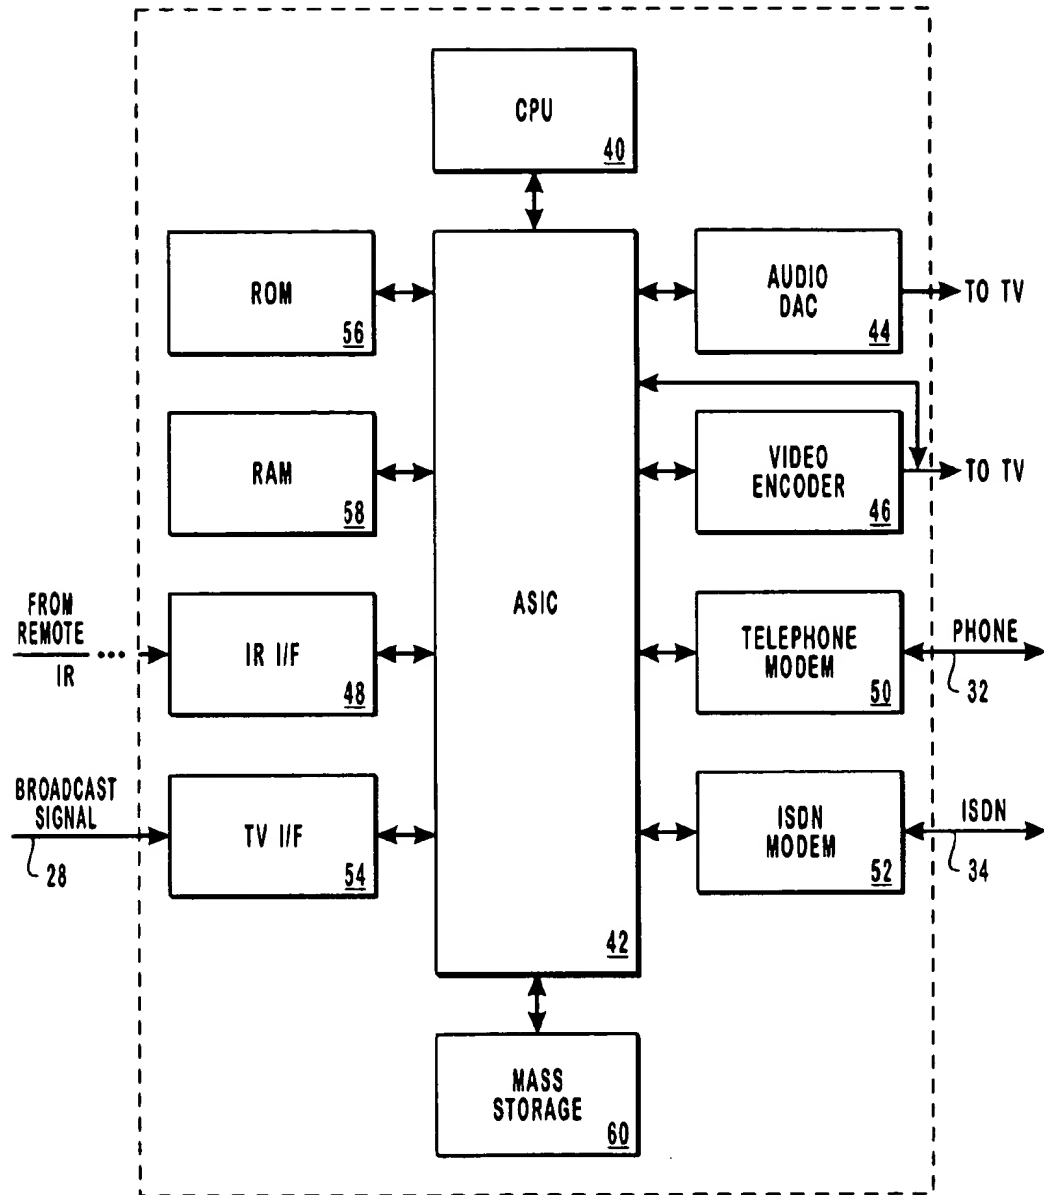 CPU
40
ROM
56
AUDIO
DAC
44
TO TV
RAM
58
VIDEO
ENCODER
46
TO TV
ASIC
42
FROM
REMOTE
IR
IR I/F
48
TELEPHONE
MODEM
50
PHONE
32
BROADCAST
SIGNAL
28
TV I/F
54
ISDN
MODEM
52
ISDN
34
MASS
STORAGE
60